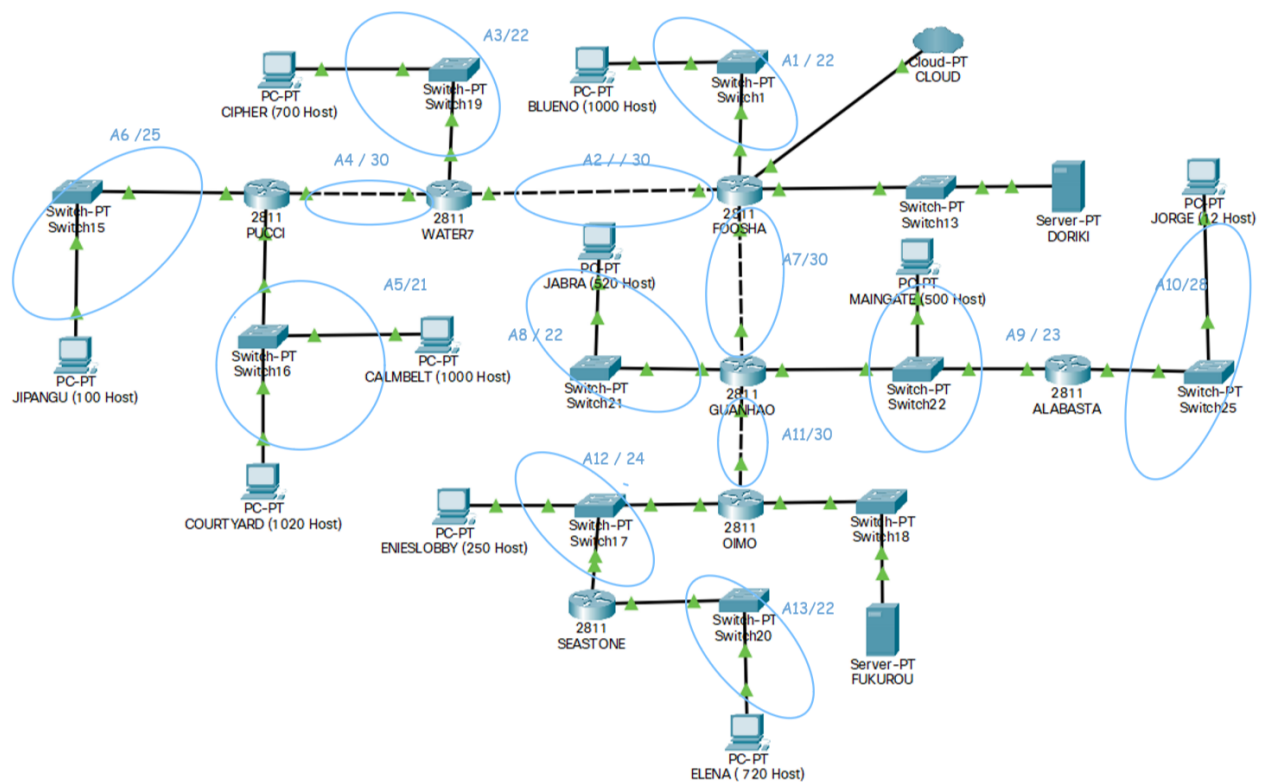 A3/22
A1 / 22
Cloud-PT
CLOUD
Switch-PT
Switch19
PC-PT
CIPHER (700 Host)
Switch-PT
Switch1
PC-PT
BLUENO (1000 Host)
A6 /25
A4 / 30
A2 / / 30
Switch-PT
Switch15
2811
PUCCI
2811
WATER7
2811
FOOSHA
Switch-PT
Switch13
Server-PT
DORIKI
PC-PT
JORGE (12 Host)
PC-PT
JABRA (520 Host)
A7/30
PC-PT
MAINGATE (500 Host)
A10/28
A5/21
A8 / 22
A9 / 23
Switch-PT
Switch16
PC-PT
CALMBELT (1000 Host)
PC-PT
JIPANGU (100 Host)
Switch-PT
Switch21
2811
GUANHAO
Switch-PT
Switch22
2811
ALABASTA
Switch-PT
Switch25
A11/30
A12 / 24
PC-PT
COURTYARD (1020 Host)
PC-PT
ENIESLOBBY (250 Host)
Switch-PT
Switch17
2811
OIMO
Switch-PT
Switch18
2811
SEASTONE
Switch-PT
Switch20
A13/22
Server-PT
FUKUROU
PC-PT
ELENA ( 720 Host)